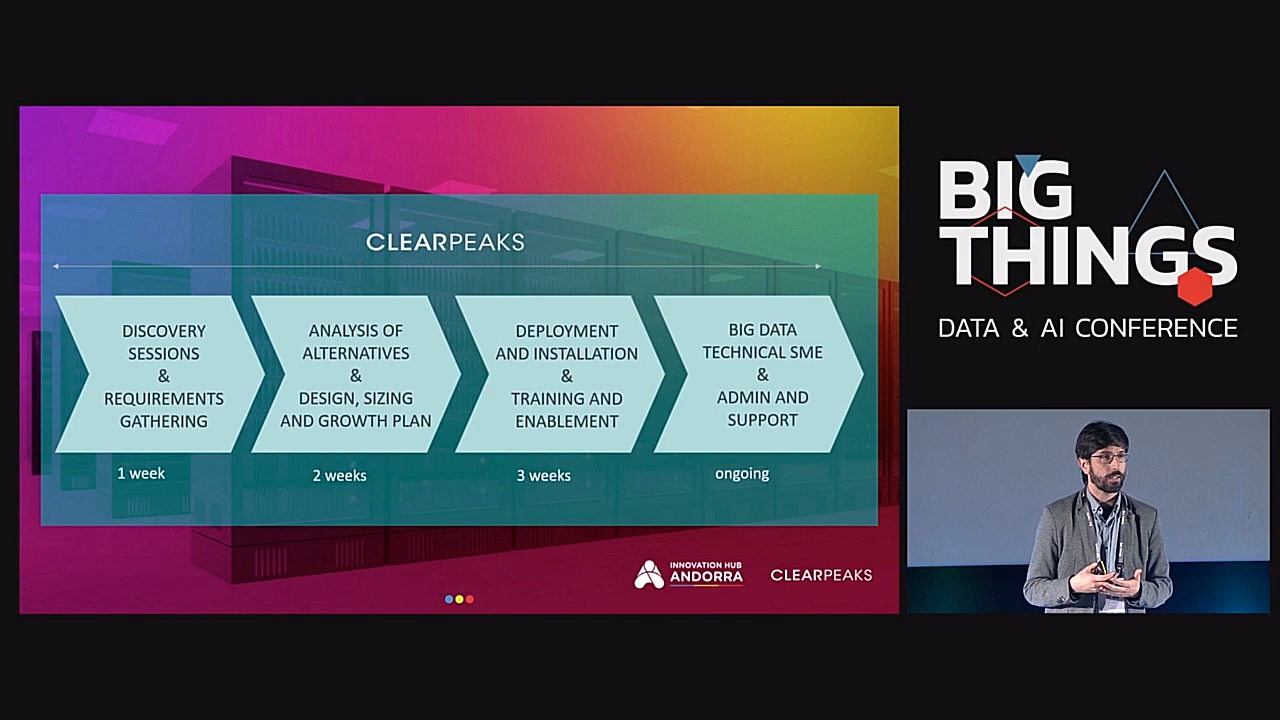 CLEARPEAKS
DISCOVERY
SESSIONS
&
REQUIREMENTS
GATHERING
1 week
ANALYSIS OF
ALTERNATIVES
&
DESIGN, SIZING
AND GROWTH PLAN
2 weeks
DEPLOYMENT
AND INSTALLATION
&
TRAINING AND
ENABLEMENT
3 weeks
BIG DATA
TECHNICAL SME
&
ADMIN AND
SUPPORT
ongoing
INNOVATION HUB
ANDORRA
CLEARPEAKS
BIG
THINGS
DATA & AI CONFERENCE